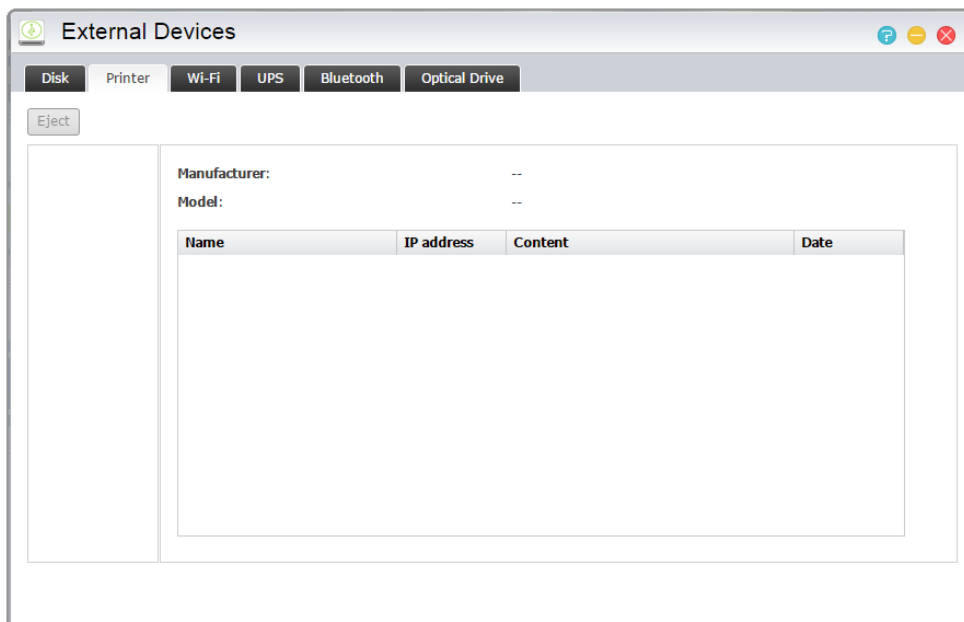 External Devices
Disk Printer Wi-Fi UPS Bluetooth Optical Drive
Eject
Manufacturer: --
Model: --
Name IP address Content Date